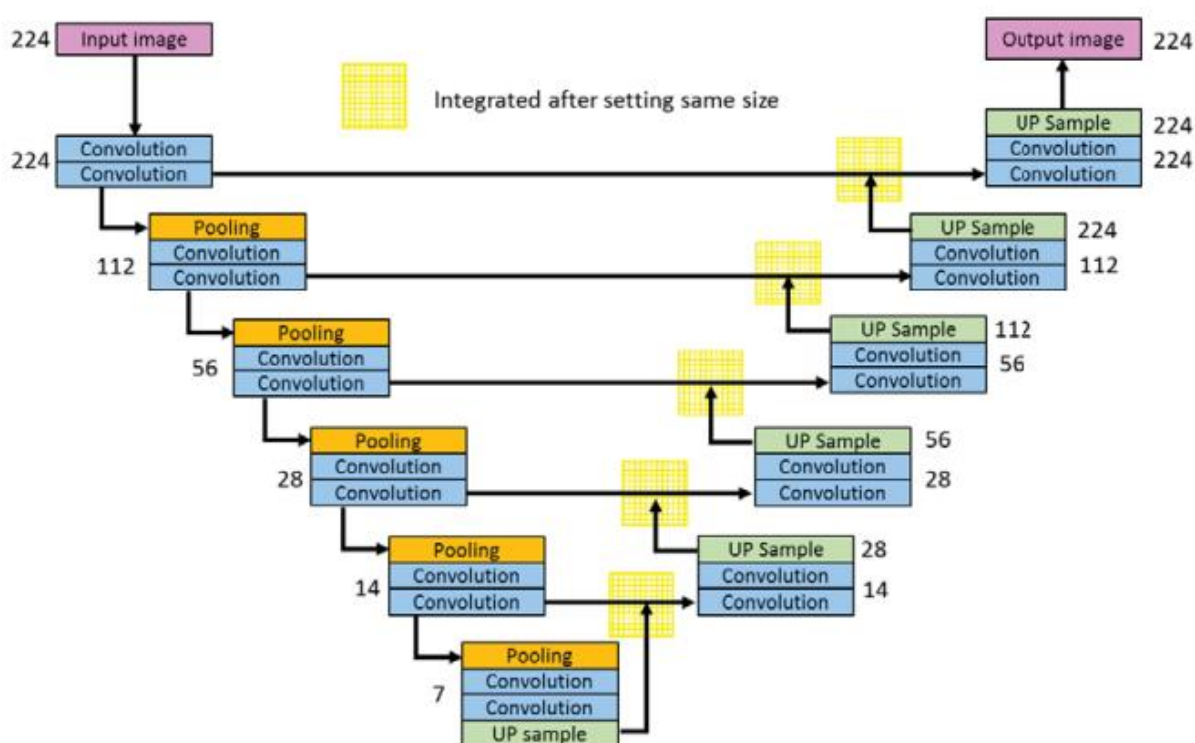 224
Input image
Output image
224
Integrated after setting same size
UP Sample
224
Convolution
Convolution
224
224
Convolution
Convolution
Pooling
Convolution
Convolution
112
UP Sample
224
Convolution
Convolution
112
Pooling
Convolution
Convolution
56
UP Sample
112
Convolution
Convolution
56
Pooling
Convolution
Convolution
28
UP Sample
56
Convolution
Convolution
28
Pooling
Convolution
Convolution
14
UP Sample
28
Convolution
Convolution
14
Pooling
Convolution
Convolution
7
UP sample